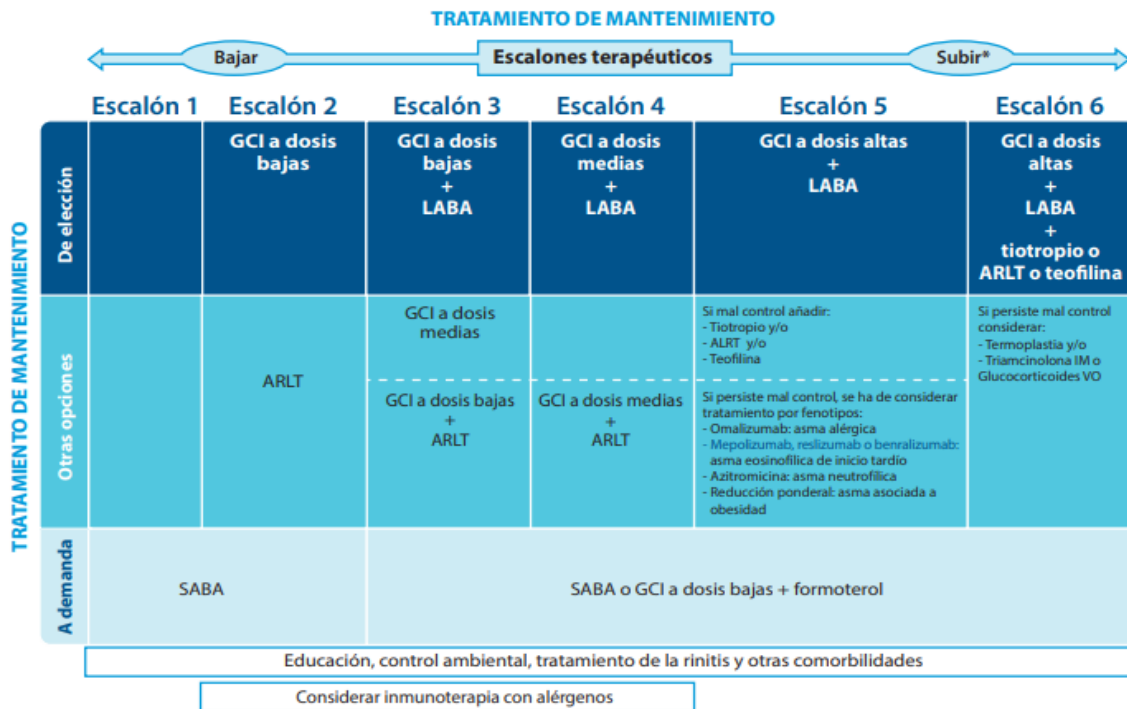 TRATAMIENTO DE MANTENIMIENTO
Bajar
Escalones terapéuticos
Subir*
Escalón 1
Escalón 2
Escalón 3
Escalón 4
Escalón 5
Escalón 6
TRATAMIENTO DE MANTENIMIENTO
De elección
GCI a dosis
bajas
GCI a dosis
bajas
+
LABA
GCI a dosis
medias
+
LABA
GCI a dosis altas
+
LABA
GCI a dosis
altas
+
LABA
+
tiotropio o
ARLT o teofilina
Otras opciones
ARLT
GCI a dosis
medias
GCI a dosis bajas
+
ARLT
GCI a dosis medias
+
ARLT
Si mal control añadir:
- Tiotropio y/o
- ALRT y/o
- Teofilina
Si persiste mal control, se ha de considerar
tratamiento por fenotipos:
- Omalizumab: asma alérgica
- Mepolizumab, reslizumab o benralizumab:
asma eosinofílica de inicio tardío
- Azitromicina: asma neutrofílica
- Reducción ponderal: asma asociada a
obesidad
Si persiste mal control
considerar:
- Termoplastia y/o
- Triamcinolona IM o
Glucocorticoides VO
A demanda
SABA
SABA o GCI a dosis bajas + formoterol
Educación, control ambiental, tratamiento de la rinitis y otras comorbilidades
Considerar inmunoterapia con alérgenos